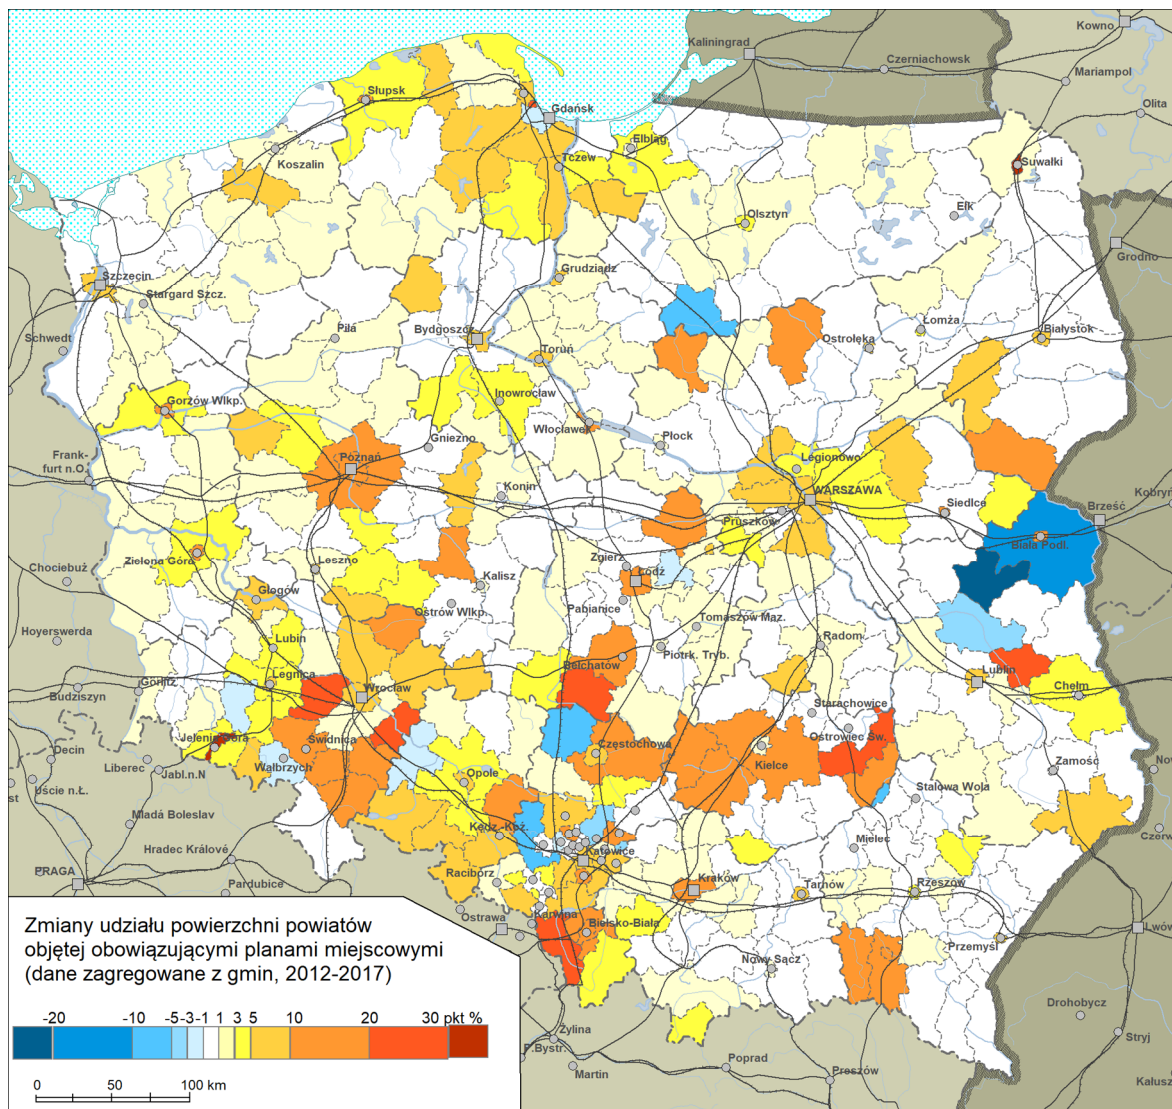 Kowno
Kaliningrad
Czerniachowsk
Mariampol
Olita
Słupsk
Gdańsk
Koszalin
Elbląg
Tczew
Suwałki
Ełk
Olsztyn
Grodno
Szczecin
Grudziądz
Stargard Szcz.
Piła
Bydgoszcz
Łomża
Białystok
Schwedt
Ostrołęka
Toruń
Gorzów Wlkp.
Inowrocław
Włocławek
Gniezno
Płock
Frank-
furt n.O.
Poznań
Legionowo
Konin
WARSZAWA
Kobryń
Siedlce
Brześć
Pruszków
Biała Podl.
Zielona Góra
Zgierz
Chociebuż
Leszno
Łódź
Kalisz
Głogów
Ostrów Wlkp.
Pabianice
Tomaszów Maz.
Hoyerswerda
Lubin
Radom
Piotrk. Tryb.
Bełchatów
Lublin
Legnica
Görlitz
Wrocław
Chełm
Budziszyn
Starachowice
Jelenia Góra
Świdnica
Ostrowiec Św.
Decin
Częstochowa
Kielce
Liberec
Wałbrzych
Zamość
Jabl.n.N
Opole
Stalowa Wola
Uście n.Ł.
Mladá Boleslav
Kędz.-Koź.
Mielec
Hradec Králové
Katowice
PRAGA
Racibórz
Kraków
Tarnów
Rzeszów
Pardubice
Ostrawa
Karwina
Bielsko-Biała
Lwów
Przemyśl
Nowy Sącz
Zmiany udziału powierzchni powiatów
objętej obowiązującymi planami miejscowymi
(dane zagregowane z gmin, 2012-2017)
Drohobycz
-20 -10 -5 -3 -1 1 3 5 10 20 30 pkt %
Żylina
Stryj
P.Bystr.
Martin
Poprad
Preszów
Kałusz
0 50 100 km